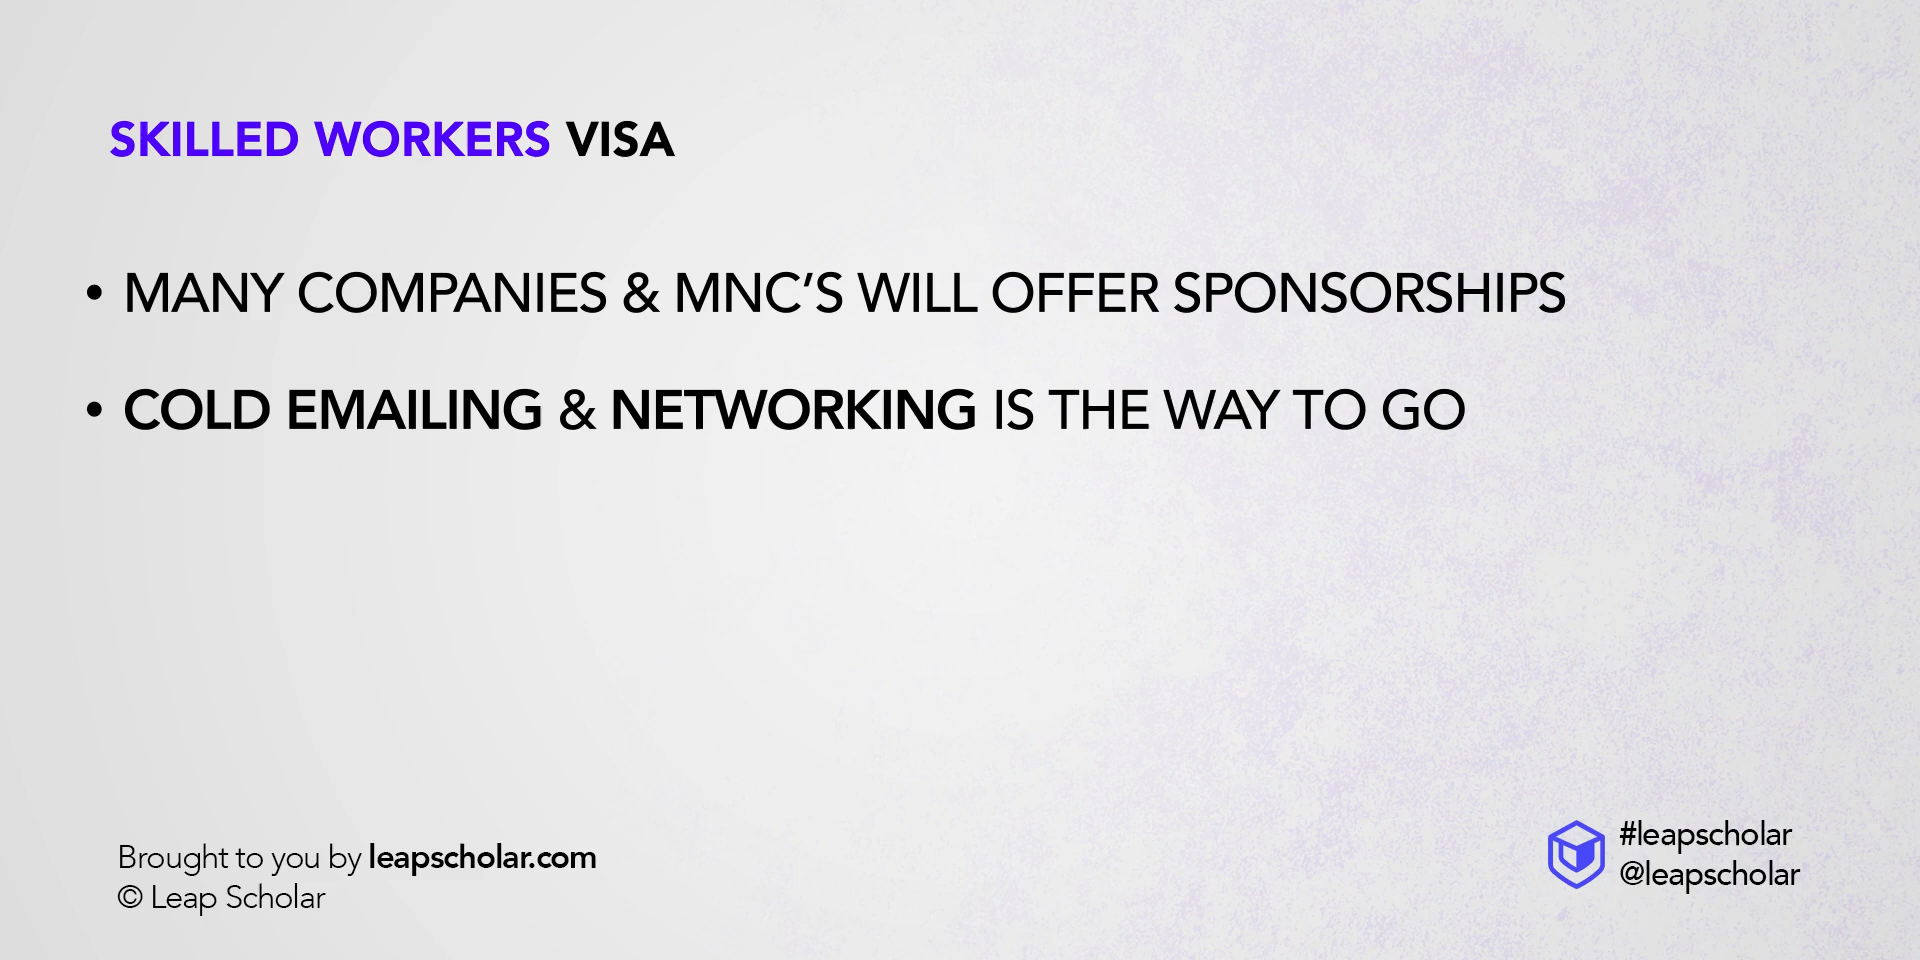 SKILLED WORKERS VISA
• MANY COMPANIES & MNC’S WILL OFFER SPONSORSHIPS
• COLD EMAILING & NETWORKING IS THE WAY TO GO
Brought to you by leapscholar.com
© Leap Scholar
#leapscholar
@leapscholar